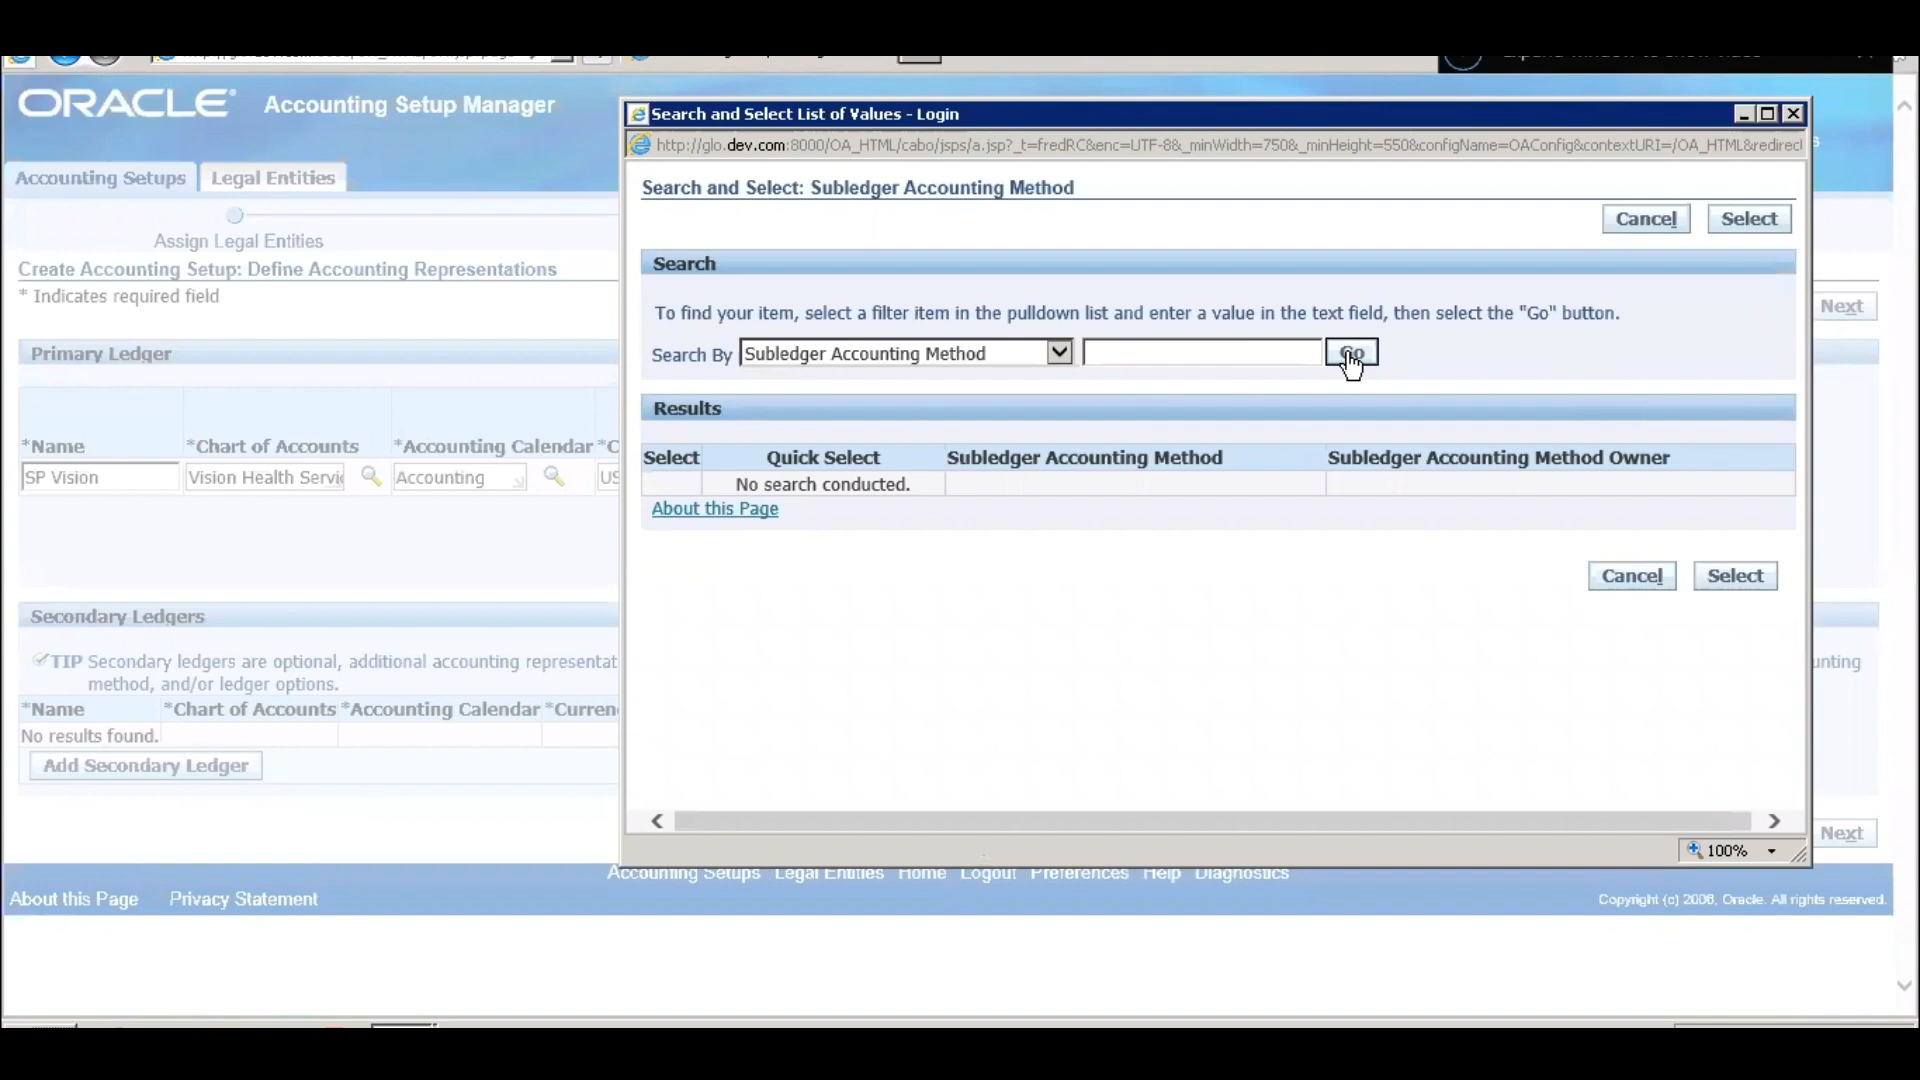 ORACLE® Accounting Setup Manager
Accounting Setups Legal Entities
Assign Legal Entities
Create Accounting Setup: Define Accounting Representations
* Indicates required field
Next
Primary Ledger
*Name *Chart of Accounts *Accounting Calendar *C
SP Vision Vision Health Servi Accounting US
Secondary Ledgers
TIP Secondary ledgers are optional, additional accounting representat unting
method, and/or ledger options.
*Name *Chart of Accounts *Accounting Calendar *Curren
No results found.
Add Secondary Ledger
Next
Search and Select List of Values - Login
http://glo.dev.com:8000/OA_HTML/cabo/jsps/a.jsp?_t=fredRC&enc=UTF-8&_minWidth=750&_minHeight=550&configName=OAConfig&contextURI=/OA_HTML&redirect
Search and Select: Subledger Accounting Method
Cancel Select
Search
To find your item, select a filter item in the pulldown list and enter a value in the text field, then select the "Go" button.
Search By Subledger Accounting Method Go
Results
Select Quick Select Subledger Accounting Method Subledger Accounting Method Owner
No search conducted.
About this Page
Cancel Select
100%
Accounting Setups Legal Entities Home Logout Preferences Help Diagnostics
About this Page Privacy Statement Copyright (c) 2006, Oracle. All rights reserved.